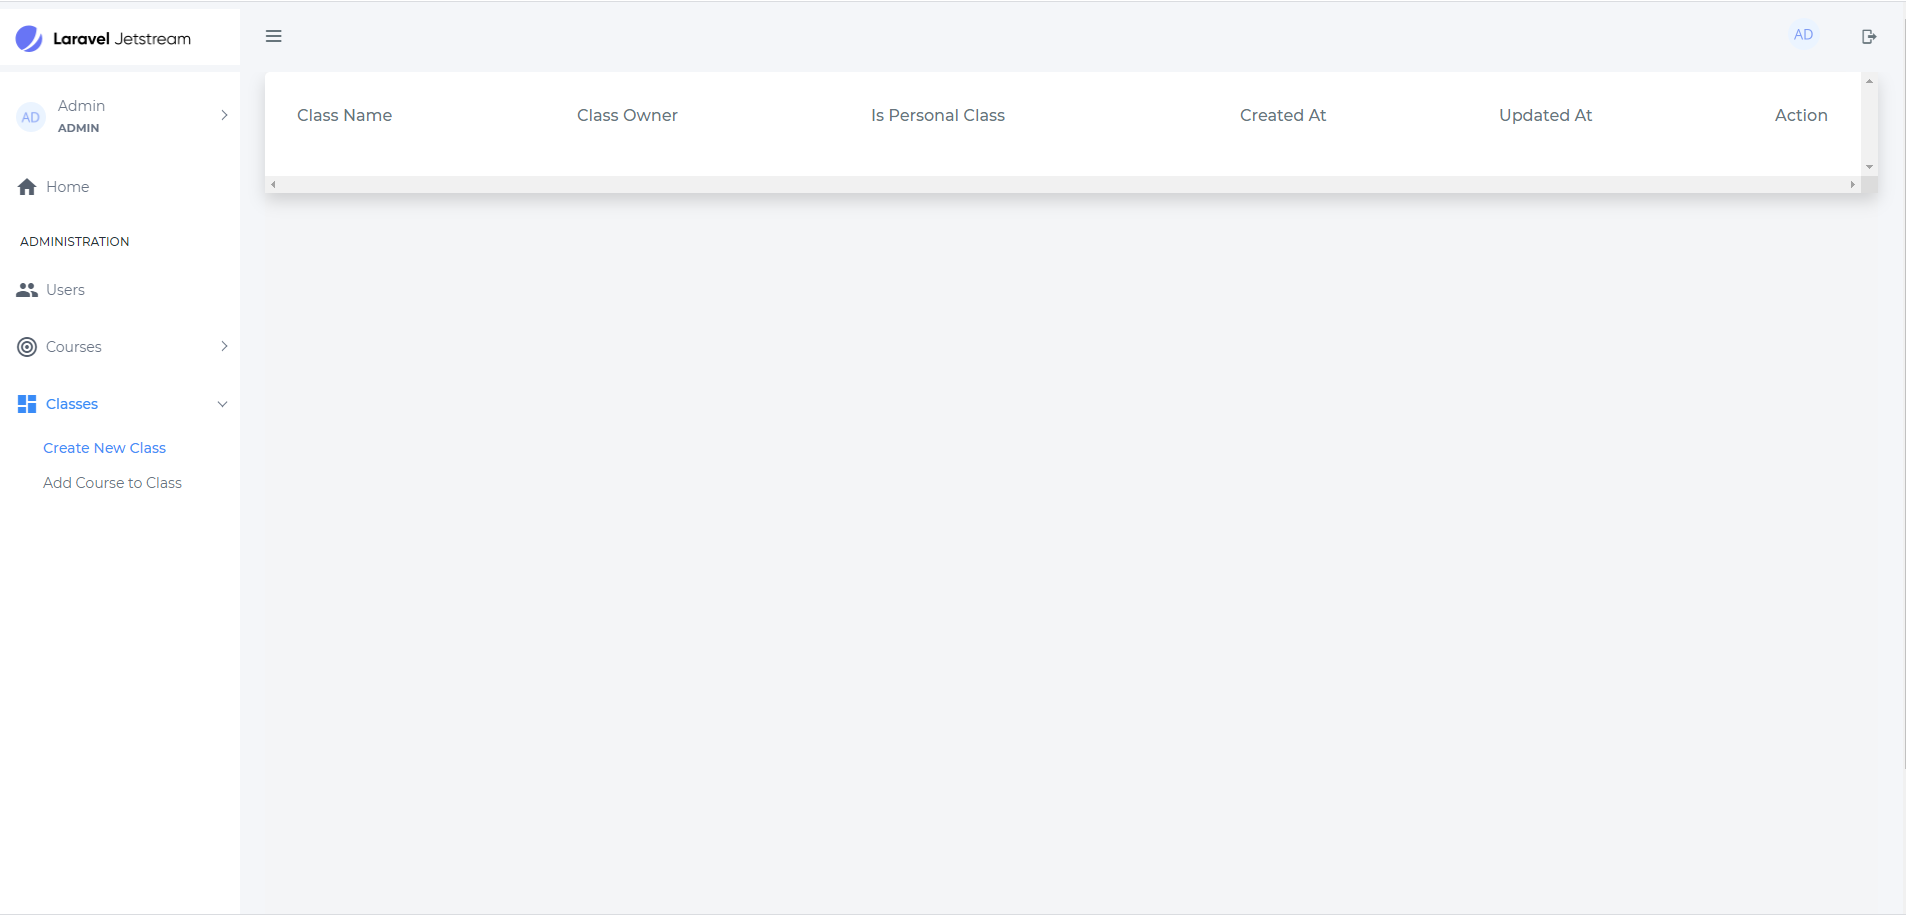 Laravel Jetstream
AD
AD
Admin
ADMIN
Home
ADMINISTRATION
Users
Courses
Classes
Create New Class
Add Course to Class
Class Name Class Owner Is Personal Class Created At Updated At Action